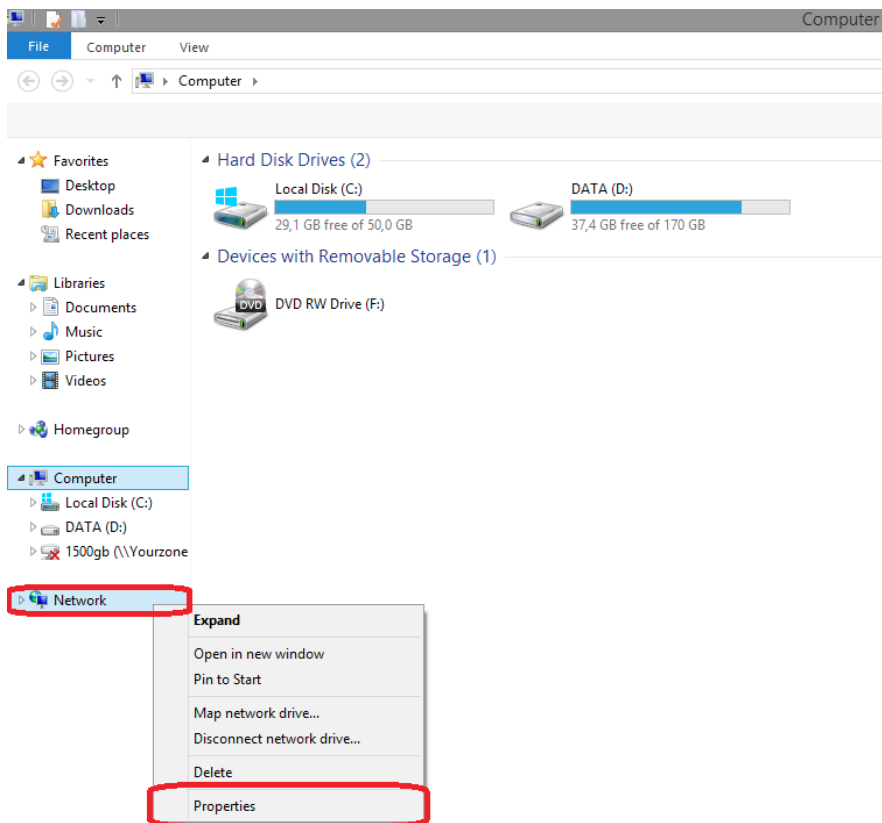 Computer
File
Computer
View
Computer
Favorites
Desktop
Downloads
Recent places
Libraries
Documents
Music
Pictures
Videos
Homegroup
Computer
Local Disk (C:)
DATA (D:)
1500gb (\\Yourzone
Network
Hard Disk Drives (2)
Local Disk (C:)
29,1 GB free of 50,0 GB
DATA (D:)
37,4 GB free of 170 GB
Devices with Removable Storage (1)
DVD
DVD RW Drive (F:)
Expand
Open in new window
Pin to Start
Map network drive...
Disconnect network drive...
Delete
Properties